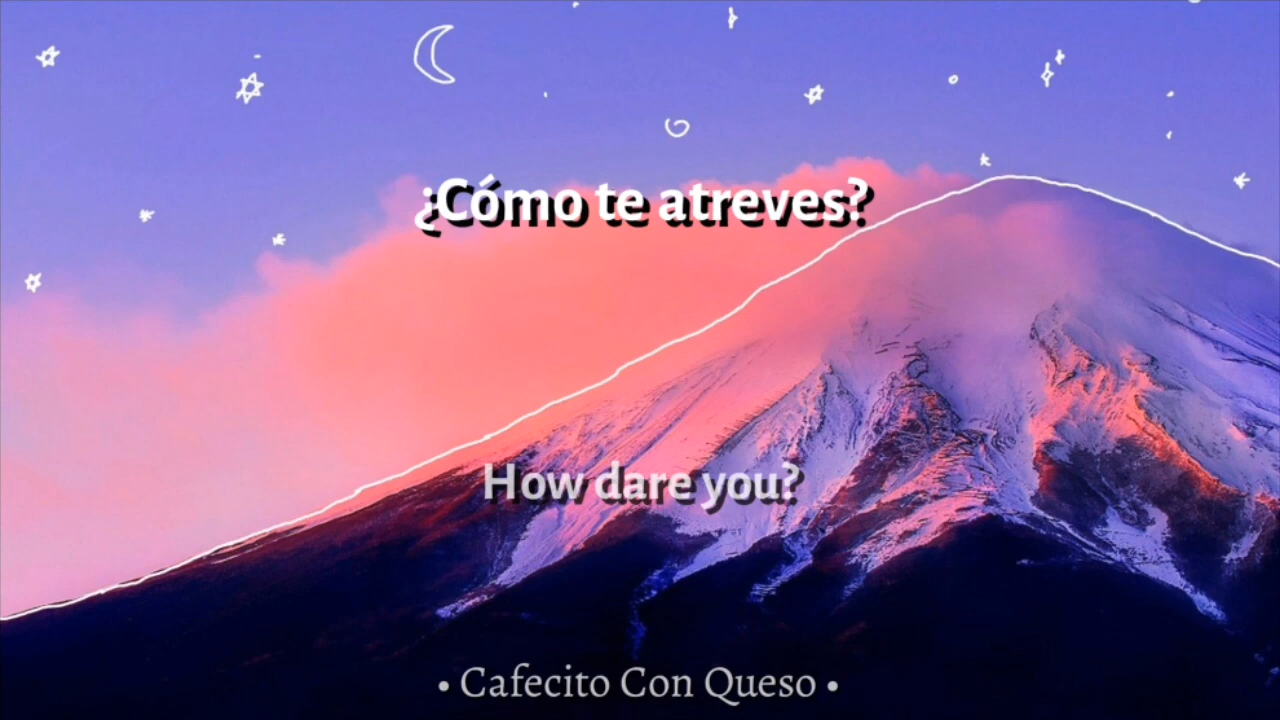 ¿Cómo te atreves?
How dare you?
• Cafecito Con Queso •